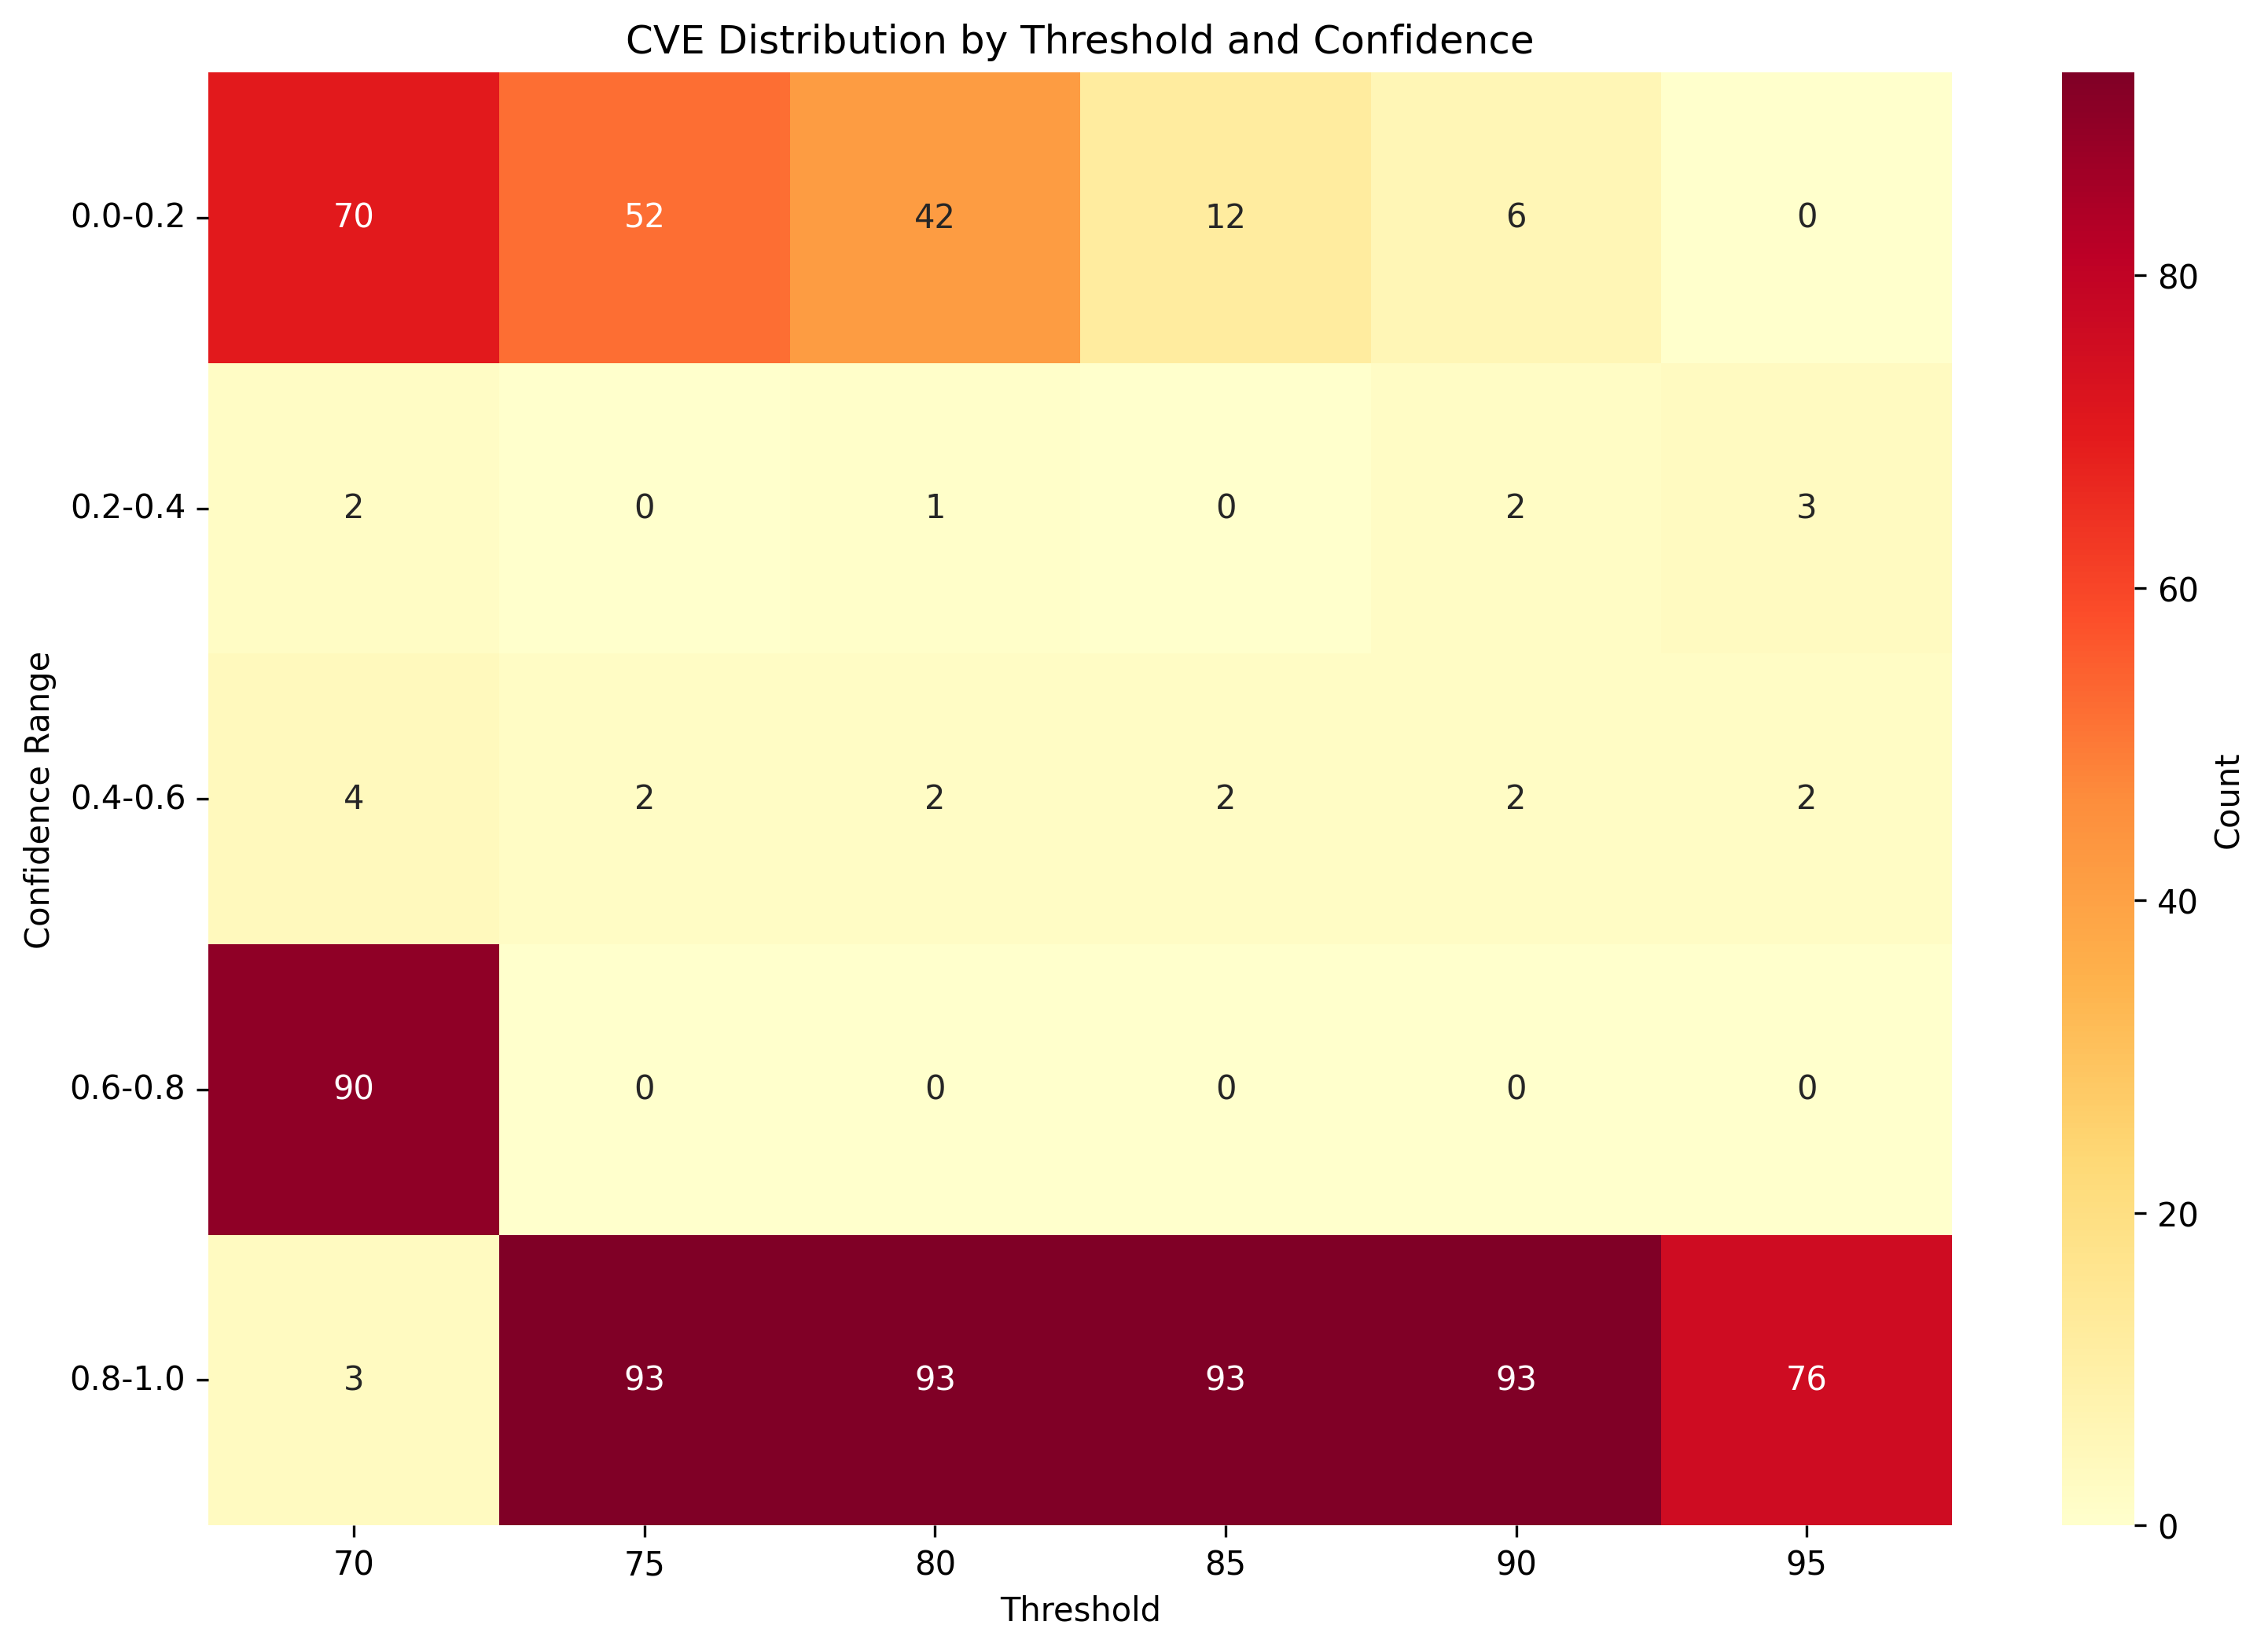 CVE Distribution by Threshold and Confidence
Confidence Range
0.0-0.2 70 52 42 12 6 0
0.2-0.4 2 0 1 0 2 3
0.4-0.6 4 2 2 2 2 2
0.6-0.8 90 0 0 0 0 0
0.8-1.0 3 93 93 93 93 76
70 75 80 85 90 95
Threshold
80
60
40
20
0
Count